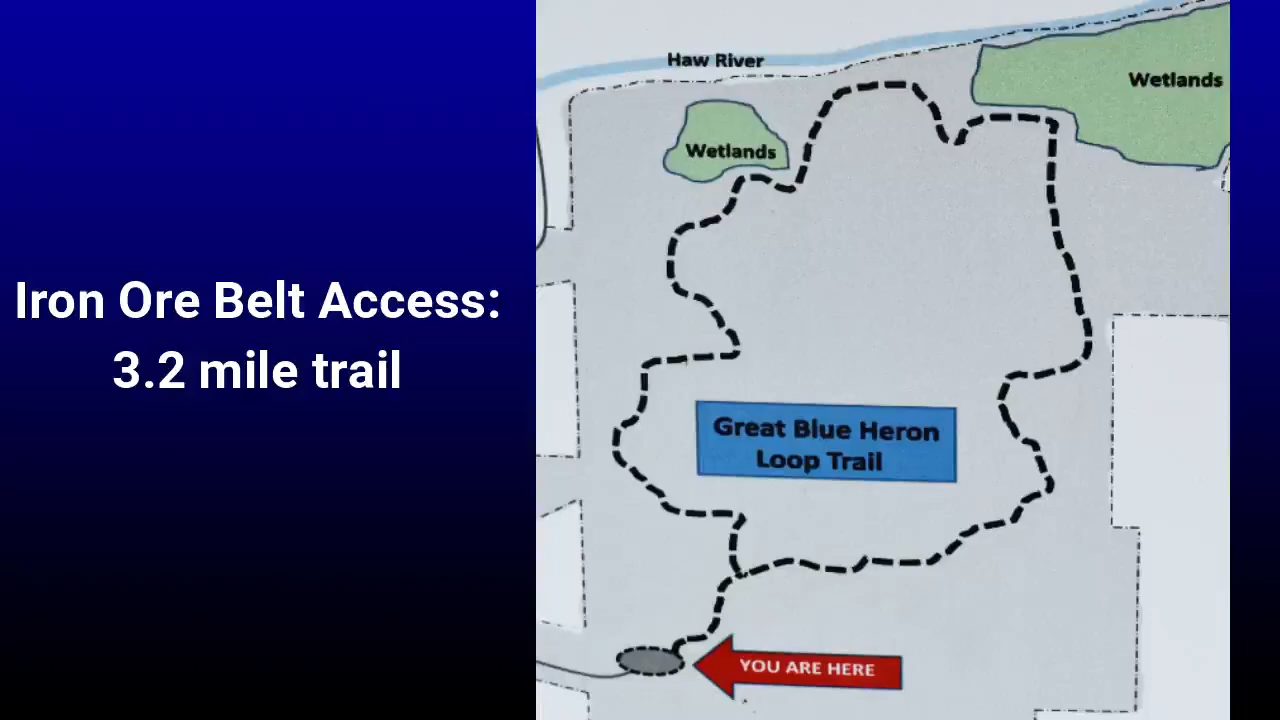 Iron Ore Belt Access:
3.2 mile trail
Haw River
Wetlands
Wetlands
Great Blue Heron
Loop Trail
YOU ARE HERE